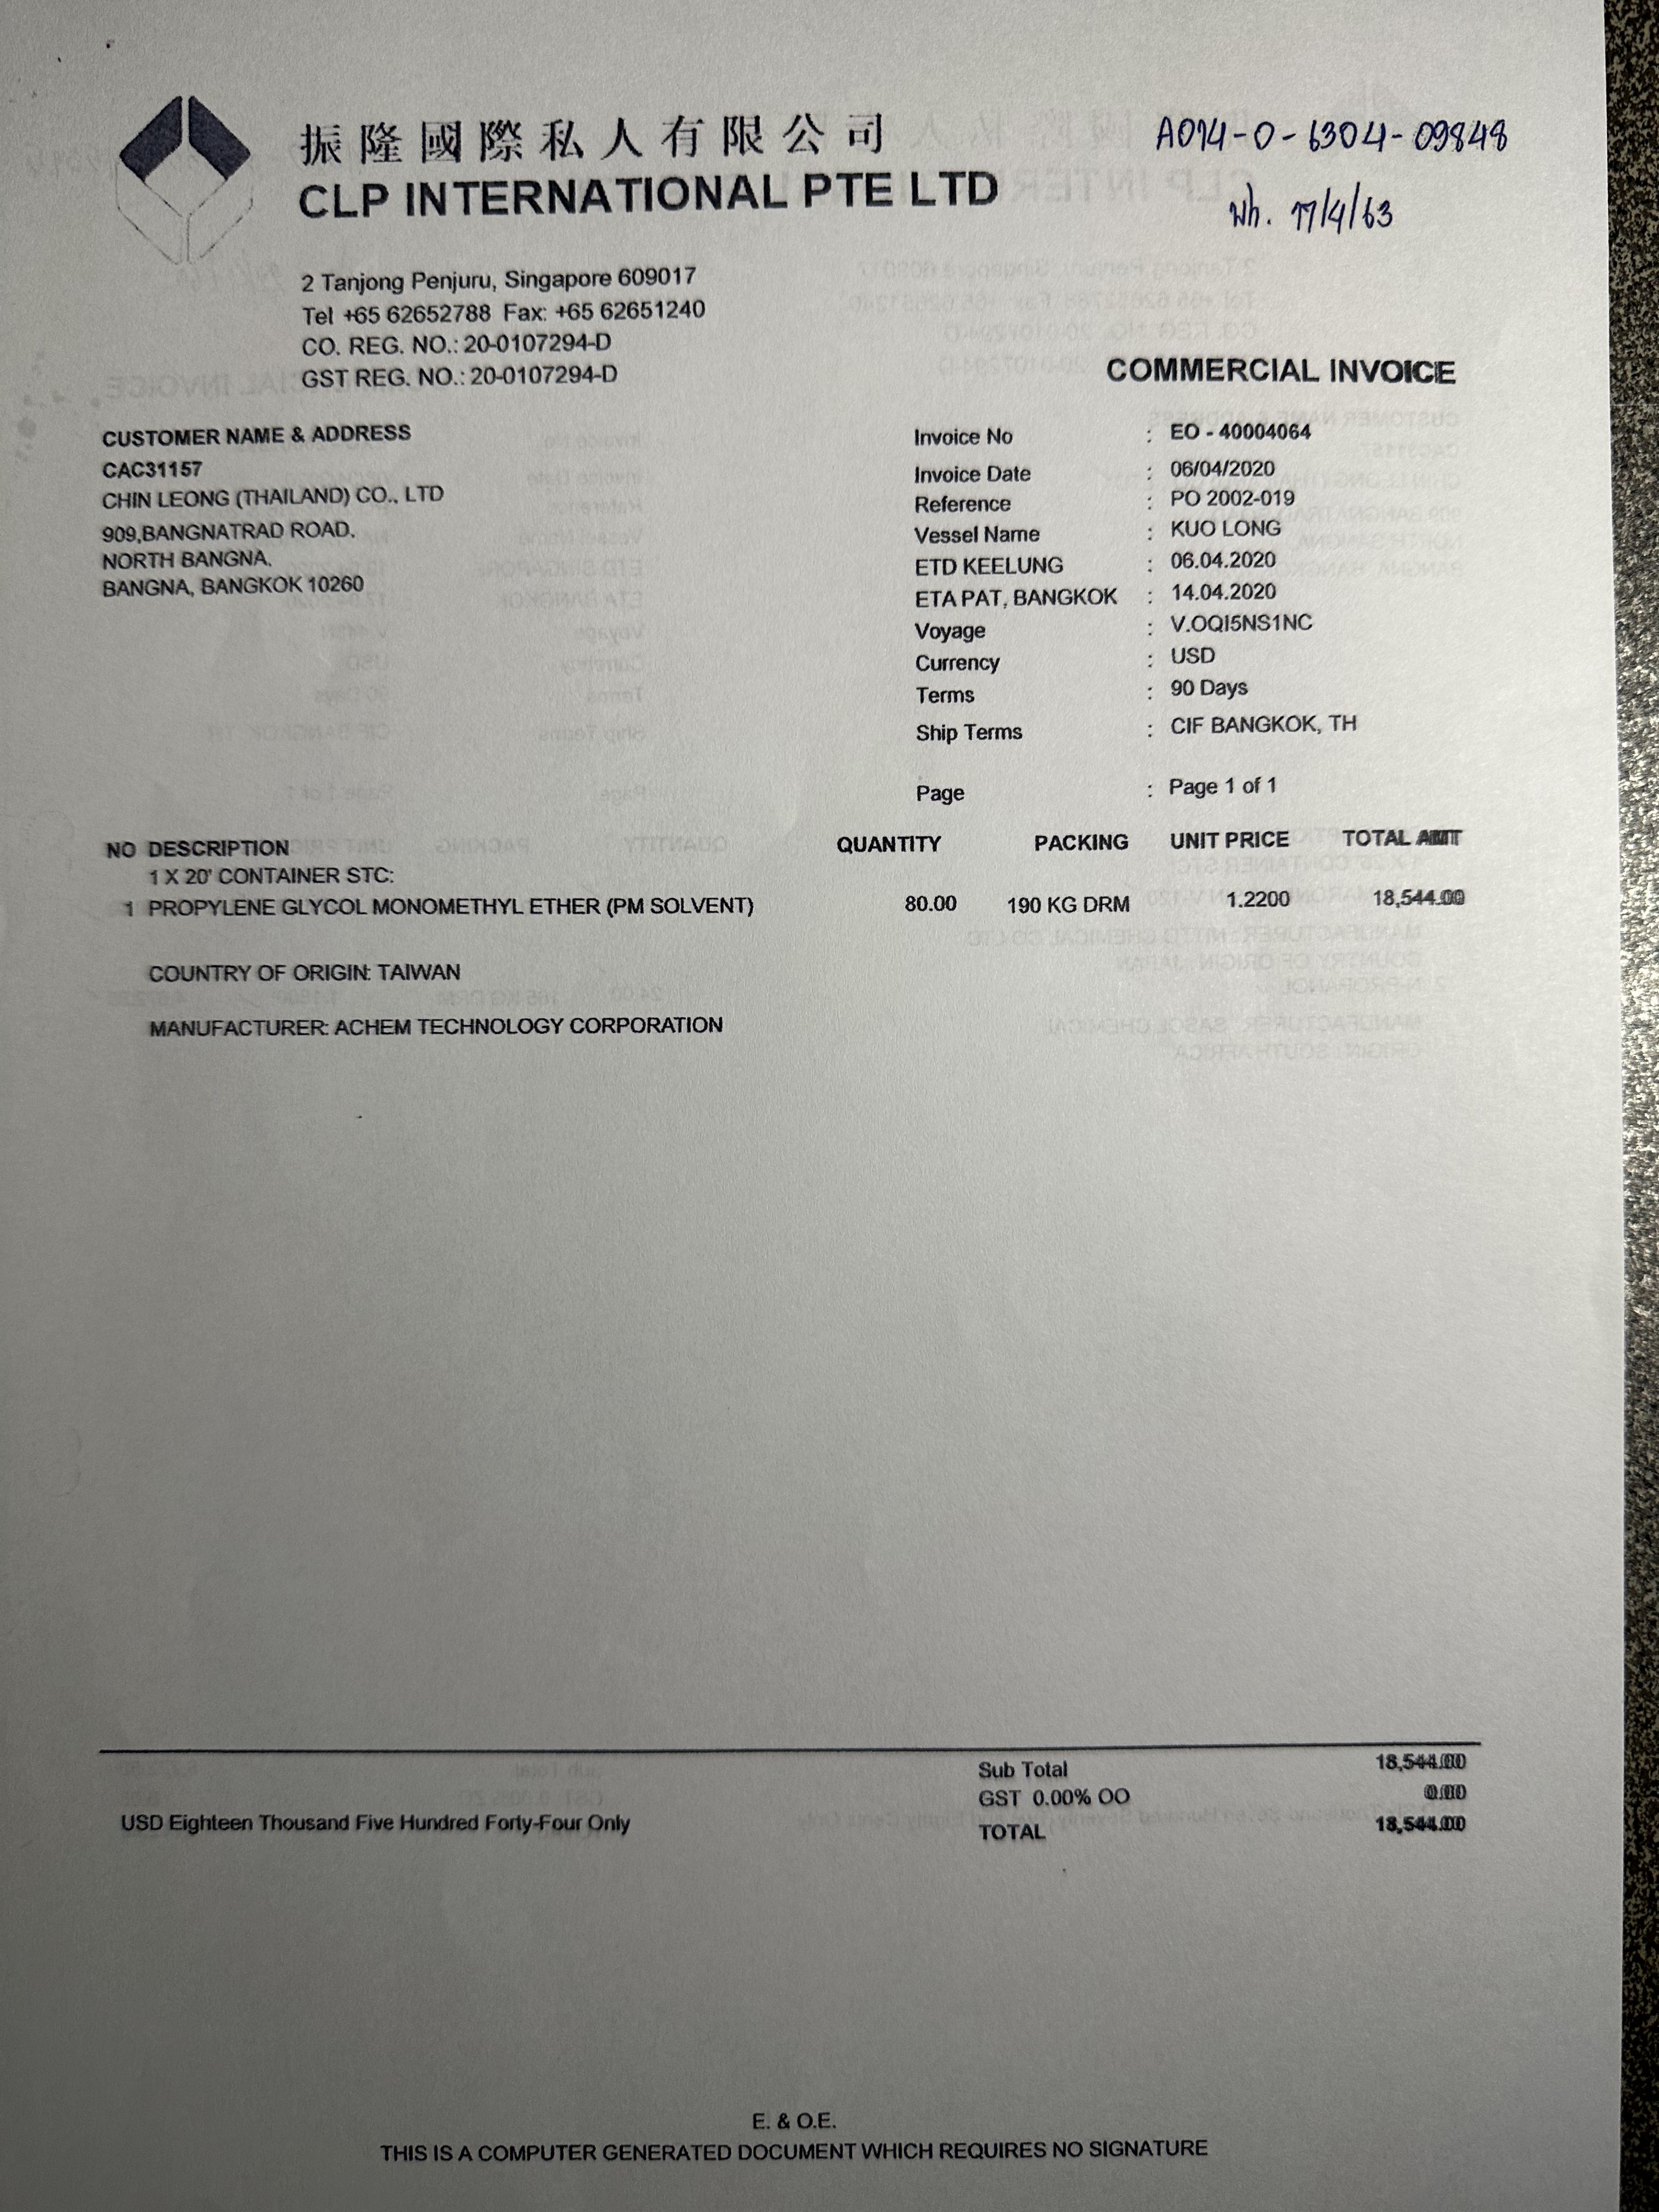 振隆國際私人有限公司
CLP INTERNATIONAL PTE LTD
A014-0-6304-09848
2 Tanjong Penjuru, Singapore 609017
Tel +65 62652788 Fax: +65 62651240
CO. REG. NO.: 20-0107294-D
GST REG. NO.: 20-0107294-D
COMMERCIAL INVOICE
CUSTOMER NAME & ADDRESS
CAC31157
CHIN LEONG (THAILAND) CO., LTD
909,BANGNATRAD ROAD,
NORTH BANGNA,
BANGNA, BANGKOK 10260
Invoice No : EO - 40004064
Invoice Date : 06/04/2020
Reference : PO 2002-019
Vessel Name : KUO LONG
ETD KEELUNG : 06.04.2020
ETA PAT, BANGKOK : 14.04.2020
Voyage : V.OQI5NS1NC
Currency : USD
Terms : 90 Days
Ship Terms : CIF BANGKOK, TH
Page : Page 1 of 1
NO DESCRIPTION QUANTITY PACKING UNIT PRICE TOTAL AMT
1 X 20' CONTAINER STC:
1 PROPYLENE GLYCOL MONOMETHYL ETHER (PM SOLVENT) 80.00 190 KG DRM 1.2200 18,544.00
COUNTRY OF ORIGIN: TAIWAN
MANUFACTURER: ACHEM TECHNOLOGY CORPORATION
Sub Total 18,544.00
GST 0.00% OO 0.00
USD Eighteen Thousand Five Hundred Forty-Four Only TOTAL 18,544.00
E. & O.E.
THIS IS A COMPUTER GENERATED DOCUMENT WHICH REQUIRES NO SIGNATURE